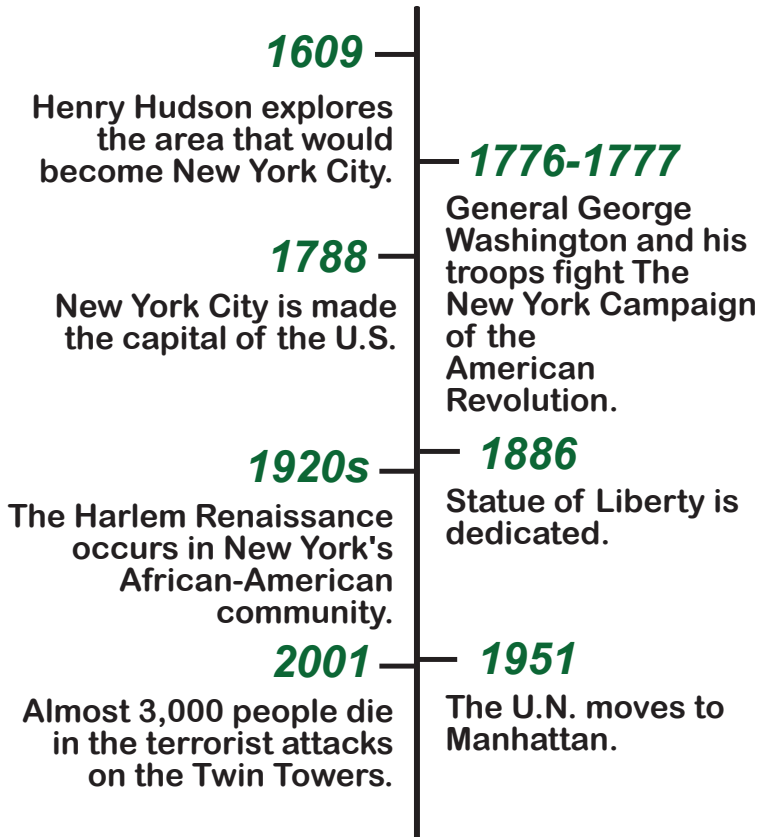 1609
Henry Hudson explores
the area that would
become New York City.
1776-1777
General George
Washington and his
troops fight The
New York Campaign
of the
American
Revolution.
1788
New York City is made
the capital of the U.S.
1886
Statue of Liberty is
dedicated.
1920s
The Harlem Renaissance
occurs in New York's
African-American
community.
1951
The U.N. moves to
Manhattan.
2001
Almost 3,000 people die
in the terrorist attacks
on the Twin Towers.